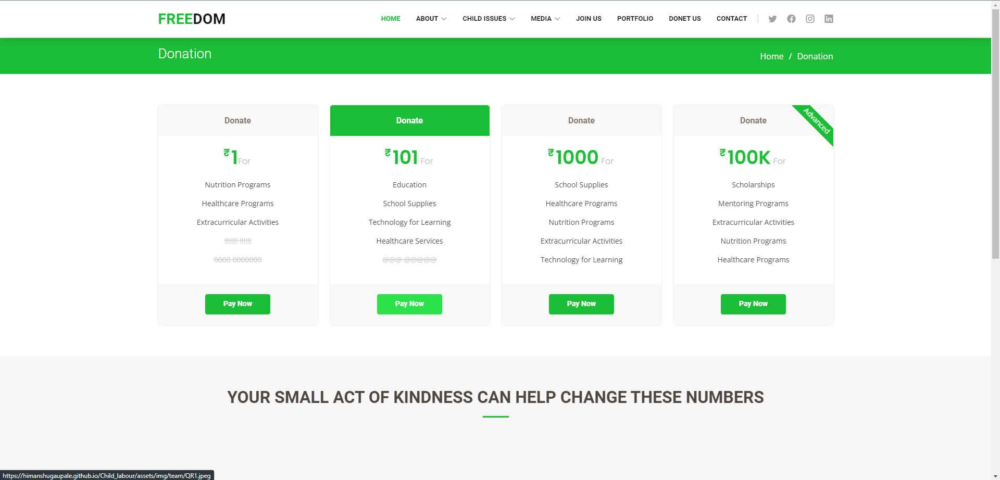 FREEDOM
HOME ABOUT CHILD ISSUES MEDIA JOIN US PORTFOLIO DONET US CONTACT
Donation
Home / Donation
Donate
₹1For
Nutrition Programs
Healthcare Programs
Extracurricular Activities
!!!!!!! !!!!!!
0000 0000000
Pay Now
Donate
₹101 For
Education
School Supplies
Technology for Learning
Healthcare Services
@@@ @@@@@
Pay Now
Donate
₹1000 For
School Supplies
Healthcare Programs
Nutrition Programs
Extracurricular Activities
Technology for Learning
Pay Now
Donate
Advanced
₹100K For
Scholarships
Mentoring Programs
Extracurricular Activities
Nutrition Programs
Healthcare Programs
Pay Now
YOUR SMALL ACT OF KINDNESS CAN HELP CHANGE THESE NUMBERS
https://himanshugaupale.github.io/Child_labour/assets/img/team/QR1.jpeg